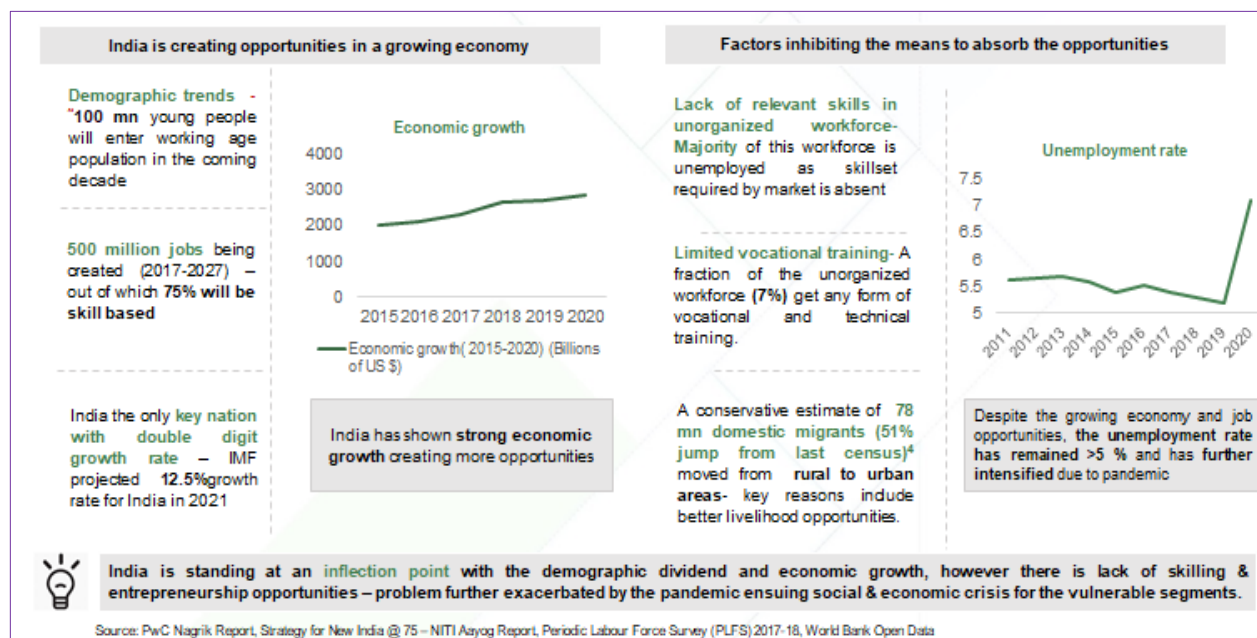 India is creating opportunities in a growing economy
Demographic trends -
"100 mn young people
will enter working age
population in the coming
decade
500 million jobs being
created (2017-2027) –
out of which 75% will be
skill based
India the only key nation
with double digit
growth rate – IMF
projected 12.5%growth
rate for India in 2021
Economic growth
4000
3000
2000
1000
0
2015 2016 2017 2018 2019 2020
Economic growth( 2015-2020) (Billions
of US $)
India has shown strong economic
growth creating more opportunities
Factors inhibiting the means to absorb the opportunities
Lack of relevant skills in
unorganized workforce-
Majority of this workforce is
unemployed as skillset
required by market is absent
Limited vocational training- A
fraction of the unorganized
workforce (7%) get any form of
vocational and technical
training.
A conservative estimate of 78
mn domestic migrants (51%
jump from last census)4
moved from rural to urban
areas- key reasons include
better livelihood opportunities.
Unemployment rate
7.5
7
6.5
6
5.5
5
2011 2012 2013 2014 2015 2016 2017 2018 2019 2020
Despite the growing economy and job
opportunities, the unemployment rate
has remained >5 % and has further
intensified due to pandemic
India is standing at an inflection point with the demographic dividend and economic growth, however there is lack of skilling &
entrepreneurship opportunities – problem further exacerbated by the pandemic ensuing social & economic crisis for the vulnerable segments.
Source: PwC Nagrik Report, Strategy for New India @ 75 – NITI Aayog Report, Periodic Labour Force Survey (PLFS) 2017-18, World Bank Open Data